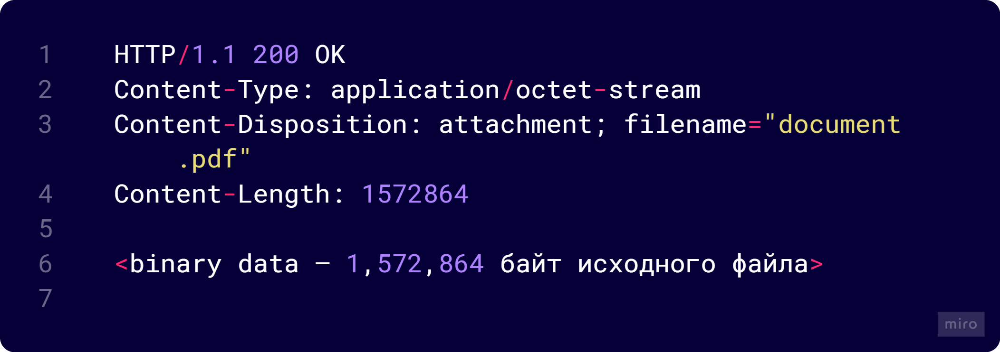 1 HTTP/1.1 200 OK
2 Content-Type: application/octet-stream
3 Content-Disposition: attachment; filename="document
.pdf"
4 Content-Length: 1572864
5
6 <binary data — 1,572,864 байт исходного файла>
7
miro